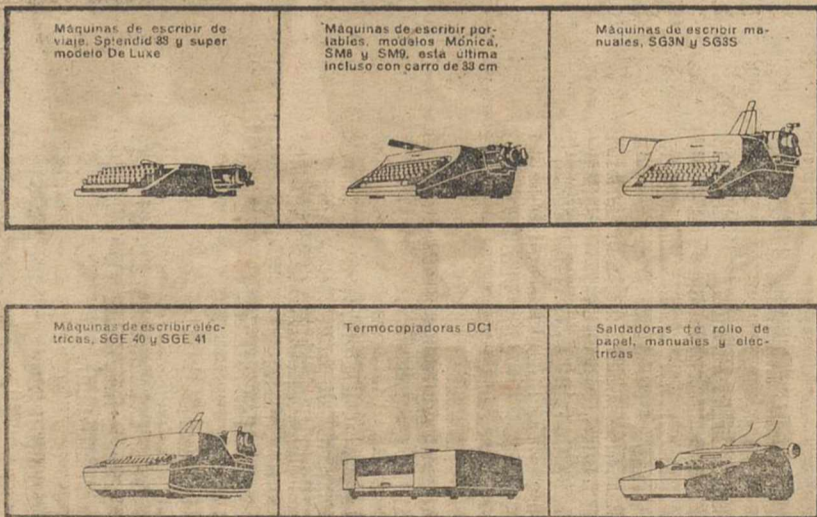 Máquinas de escribir de
viaje, Splendid 33 y super
modelo De Luxe
Máquinas de escribir por-
tables, modelos Mónica,
SM8 y SM9, esta última
incluso con carro de 33 cm
Máquinas de escribir ma-
nuales, SG3N y SG3S
Máquinas de escribir eléc-
tricas, SGE 40 y SGE 41
Termocopiadoras DC1
Saldadoras de rollo de
papel, manuales y eléc-
tricas